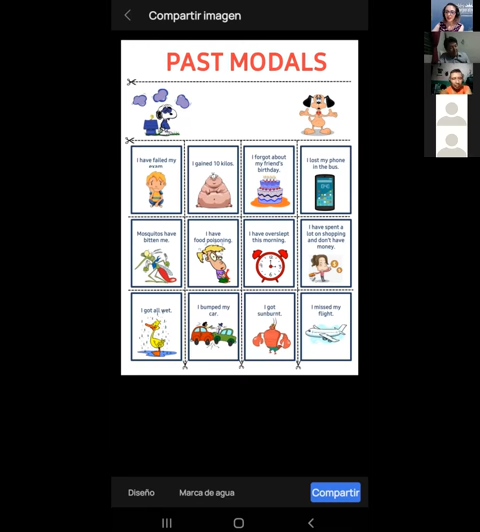 Compartir imagen
PAST MODALS
I have failed my
exam.
I gained 10 kilos.
I forgot about
my friend's
birthday.
I lost my phone
in the bus.
Mosquitos have
bitten me.
I have
food poisoning.
I have overslept
this morning.
I have spent a
lot on shopping
and don't have
money.
I got all wet.
I bumped my
car.
I got
sunburnt.
I missed my
flight.
Diseño
Marca de agua
Compartir